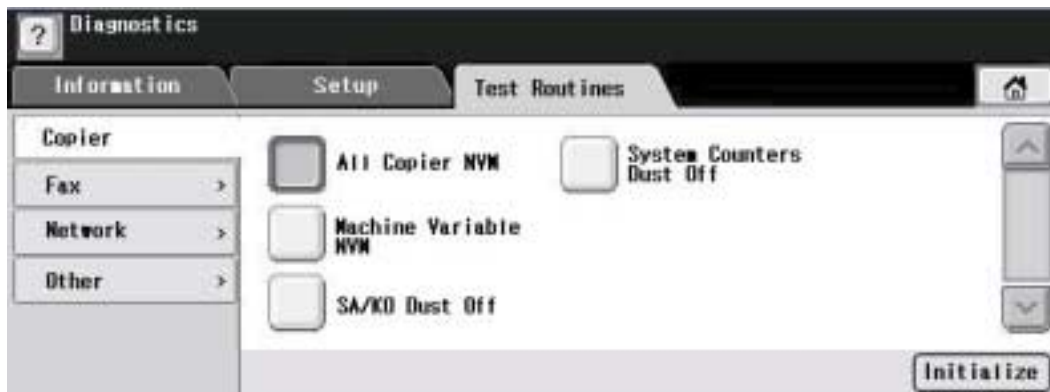 ? Diagnostics
Information Setup Test Routines
Copier
Fax >
Network >
Other >
All Copier NVM
System Counters
Dust Off
Machine Variable
NVM
SA/KO Dust Off
Initialize